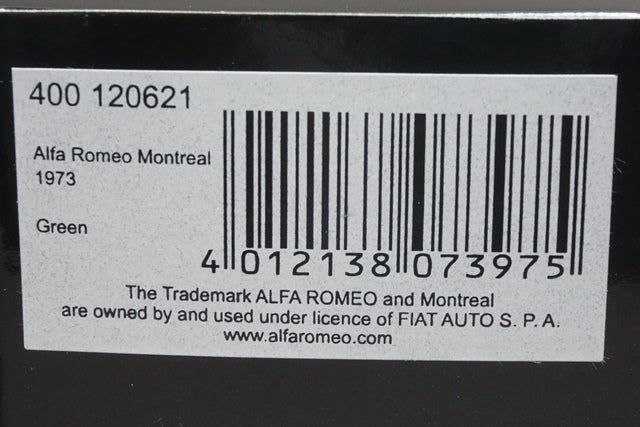 400 120621
Alfa Romeo Montreal
1973
Green
4 012138 073975
The Trademark ALFA ROMEO and Montreal
are owned by and used under licence of FIAT AUTO S. P. A.
www.alfaromeo.com